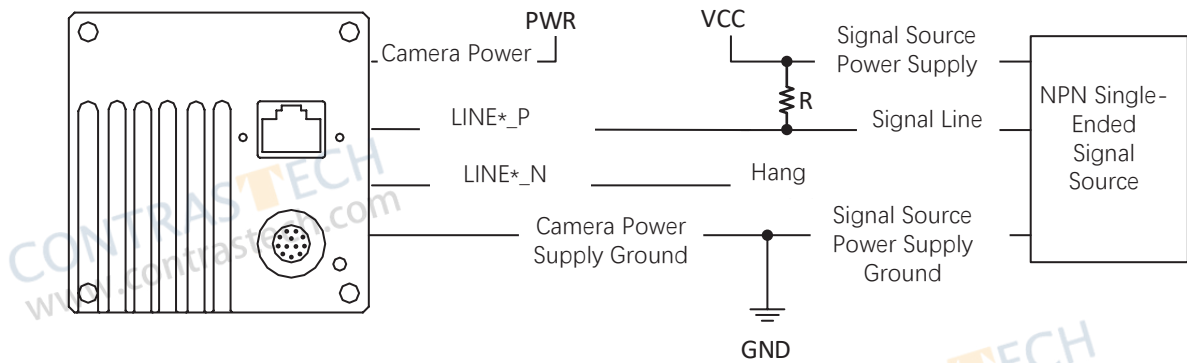 PWR
VCC
Camera Power
Signal Source
Power Supply
R
NPN Single-
Ended
Signal
Source
LINE*_P
Signal Line
LINE*_N
Hang
Camera Power
Supply Ground
Signal Source
Power Supply
Ground
GND
CONTRASTECH
www.contrastech.com
ECH